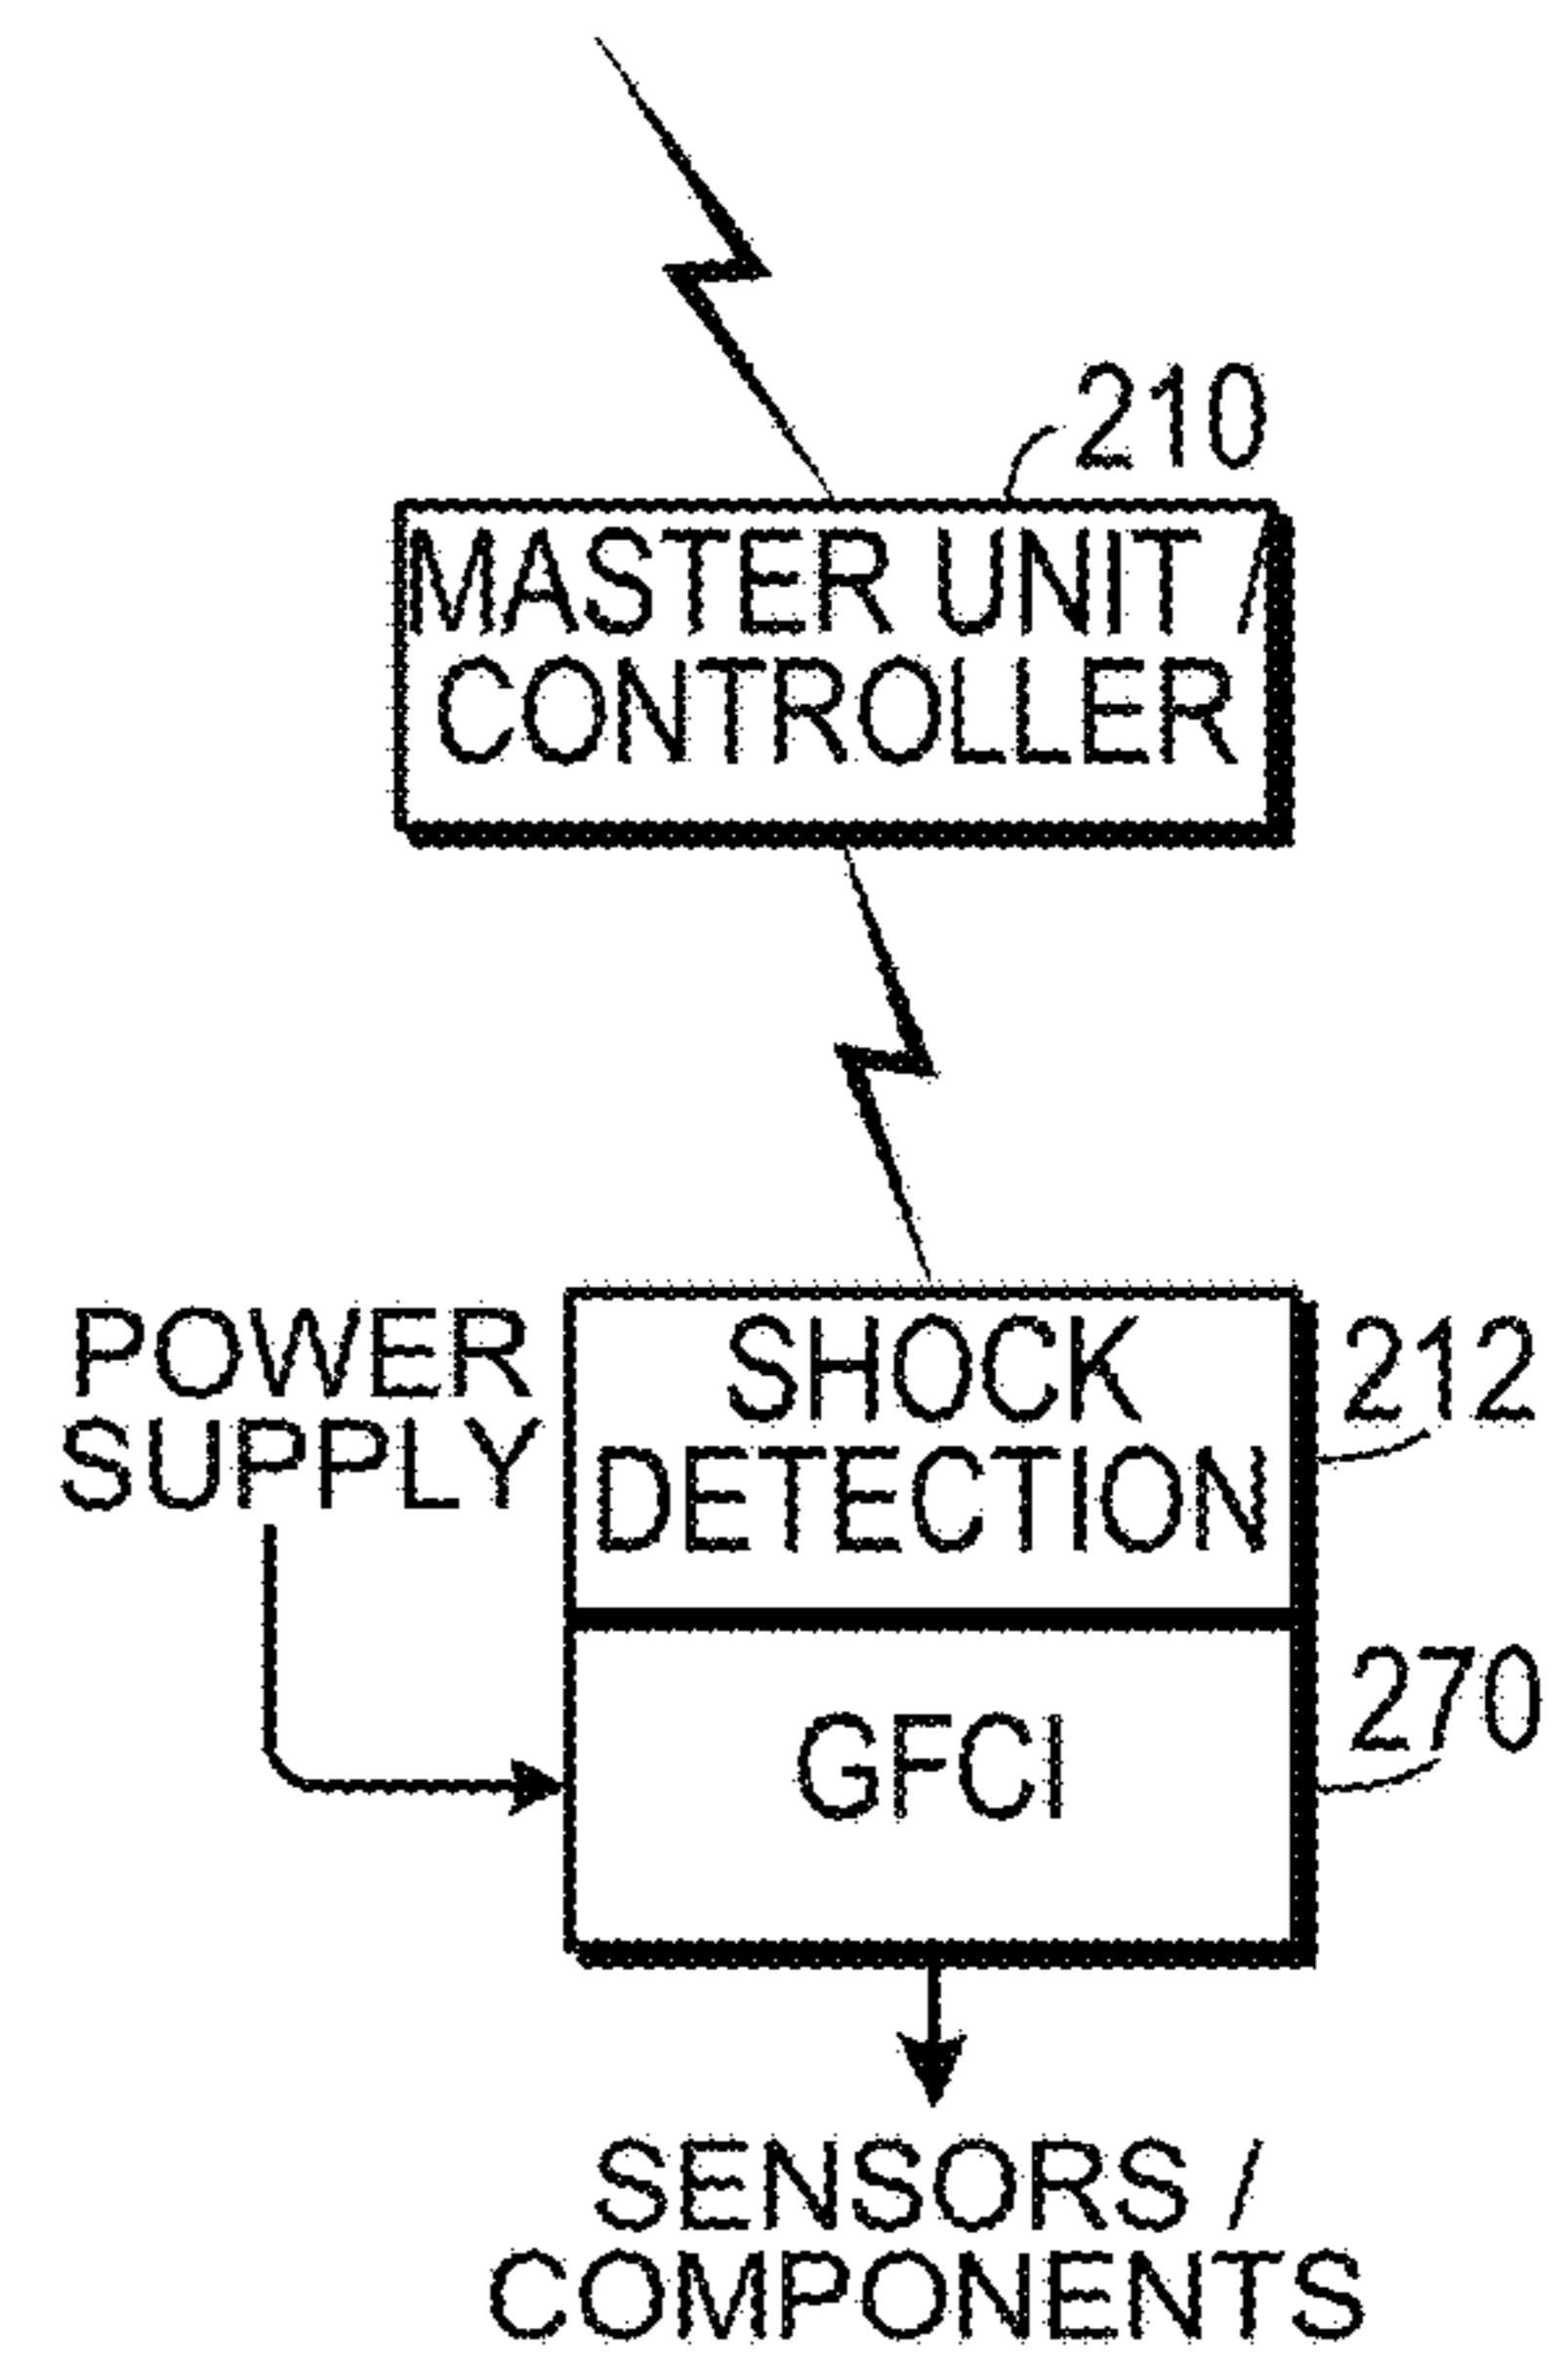 210
MASTER UNIT /
CONTROLLER
POWER
SUPPLY
SHOCK
DETECTION
212
GFCI
270
SENSORS /
COMPONENTS